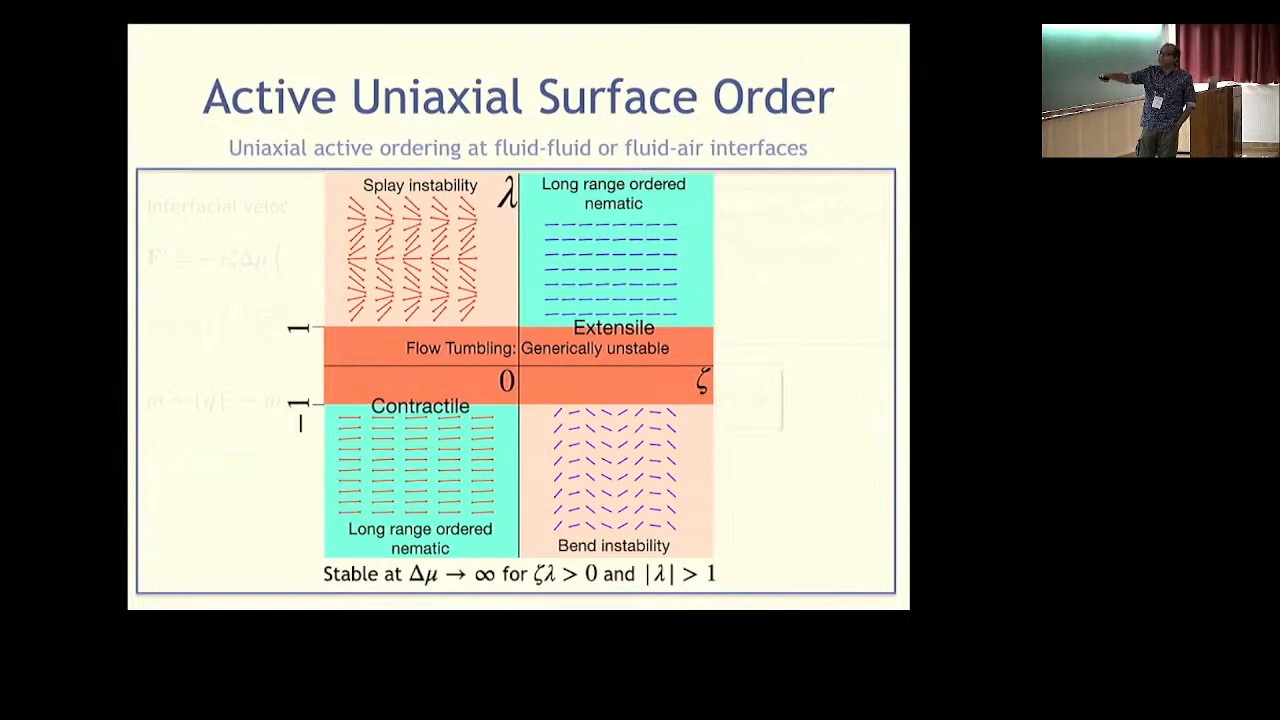 Active Uniaxial Surface Order
Uniaxial active ordering at fluid-fluid or fluid-air interfaces
Interfacial veloc
Splay instability
λ
Long range ordered
nematic
1
Extensile
Flow Tumbling: Generically unstable
0
ζ
−1
Contractile
Long range ordered
nematic
Bend instability
Stable at Δμ → ∞ for ζλ > 0 and |λ| > 1